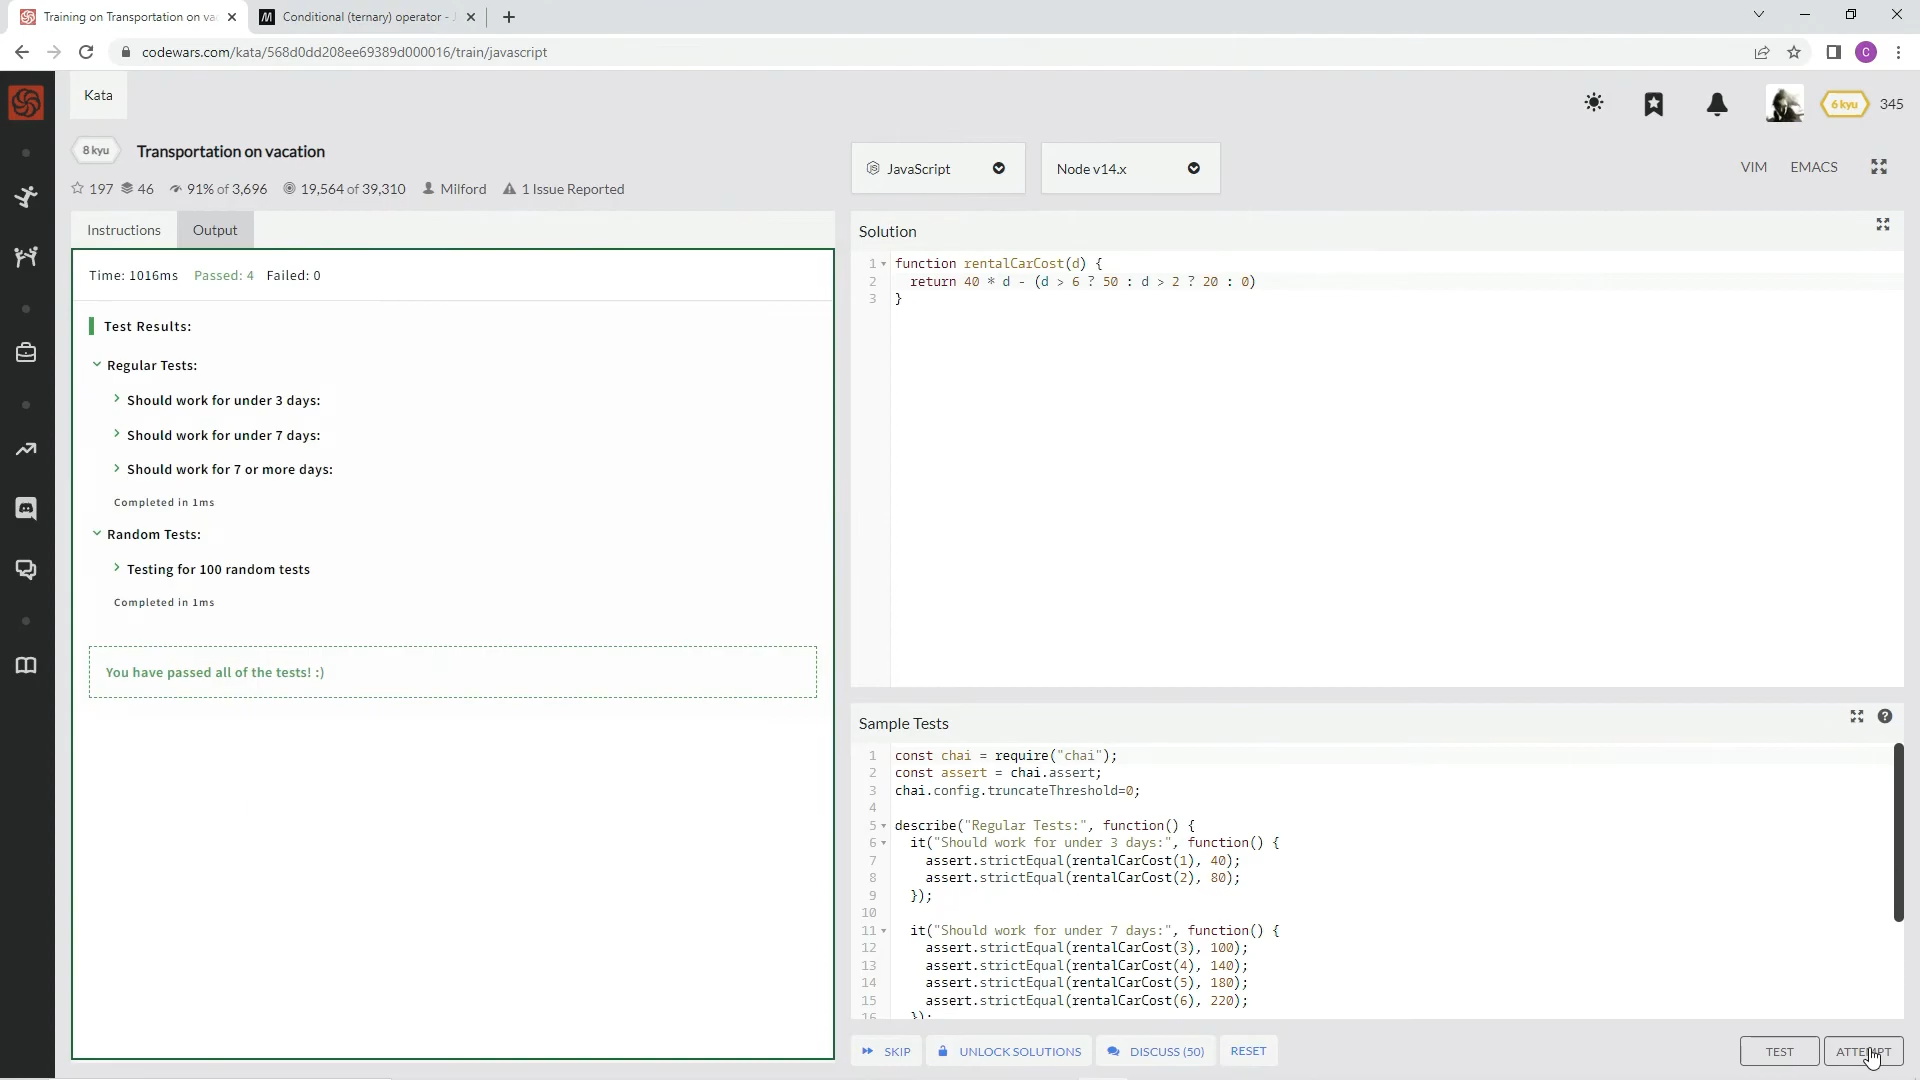 Training on Transportation on va
Conditional (ternary) operator - J
codewars.com/kata/568d0dd208ee69389d000016/train/javascript
C
Kata
6 kyu
345
8 kyu
Transportation on vacation
197 46 91% of 3,696 19,564 of 39,310 Milford 1 Issue Reported
JavaScript
Node v14.x
VIM
EMACS
Instructions
Output
Time: 1016ms Passed: 4 Failed: 0
Test Results:
Regular Tests:
Should work for under 3 days:
Should work for under 7 days:
Should work for 7 or more days:
Completed in 1ms
Random Tests:
Testing for 100 random tests
Completed in 1ms
You have passed all of the tests! :)
Solution
1 function rentalCarCost(d) {
2 return 40 * d - (d > 6 ? 50 : d > 2 ? 20 : 0)
3 }
Sample Tests
1 const chai = require("chai");
2 const assert = chai.assert;
3 chai.config.truncateThreshold=0;
4
5 describe("Regular Tests:", function() {
6 it("Should work for under 3 days:", function() {
7 assert.strictEqual(rentalCarCost(1), 40);
8 assert.strictEqual(rentalCarCost(2), 80);
9 });
10
11 it("Should work for under 7 days:", function() {
12 assert.strictEqual(rentalCarCost(3), 100);
13 assert.strictEqual(rentalCarCost(4), 140);
14 assert.strictEqual(rentalCarCost(5), 180);
15 assert.strictEqual(rentalCarCost(6), 220);
16 });
SKIP
UNLOCK SOLUTIONS
DISCUSS (50)
RESET
TEST
ATTEMPT